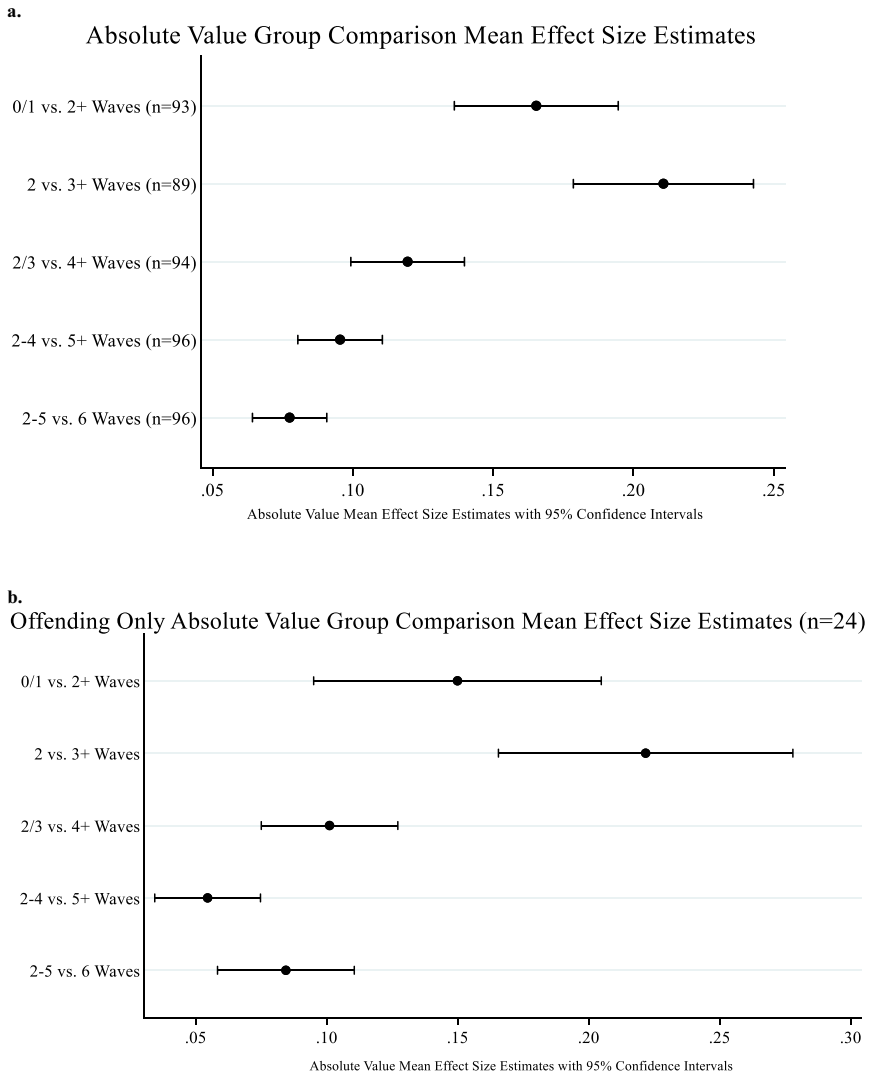 a.
Absolute Value Group Comparison Mean Effect Size Estimates
0/1 vs. 2+ Waves (n=93)
2 vs. 3+ Waves (n=89)
2/3 vs. 4+ Waves (n=94)
2-4 vs. 5+ Waves (n=96)
2-5 vs. 6 Waves (n=96)
.05 .10 .15 .20 .25
Absolute Value Mean Effect Size Estimates with 95% Confidence Intervals
b.
Offending Only Absolute Value Group Comparison Mean Effect Size Estimates (n=24)
0/1 vs. 2+ Waves
2 vs. 3+ Waves
2/3 vs. 4+ Waves
2-4 vs. 5+ Waves
2-5 vs. 6 Waves
.05 .10 .15 .20 .25 .30
Absolute Value Mean Effect Size Estimates with 95% Confidence Intervals